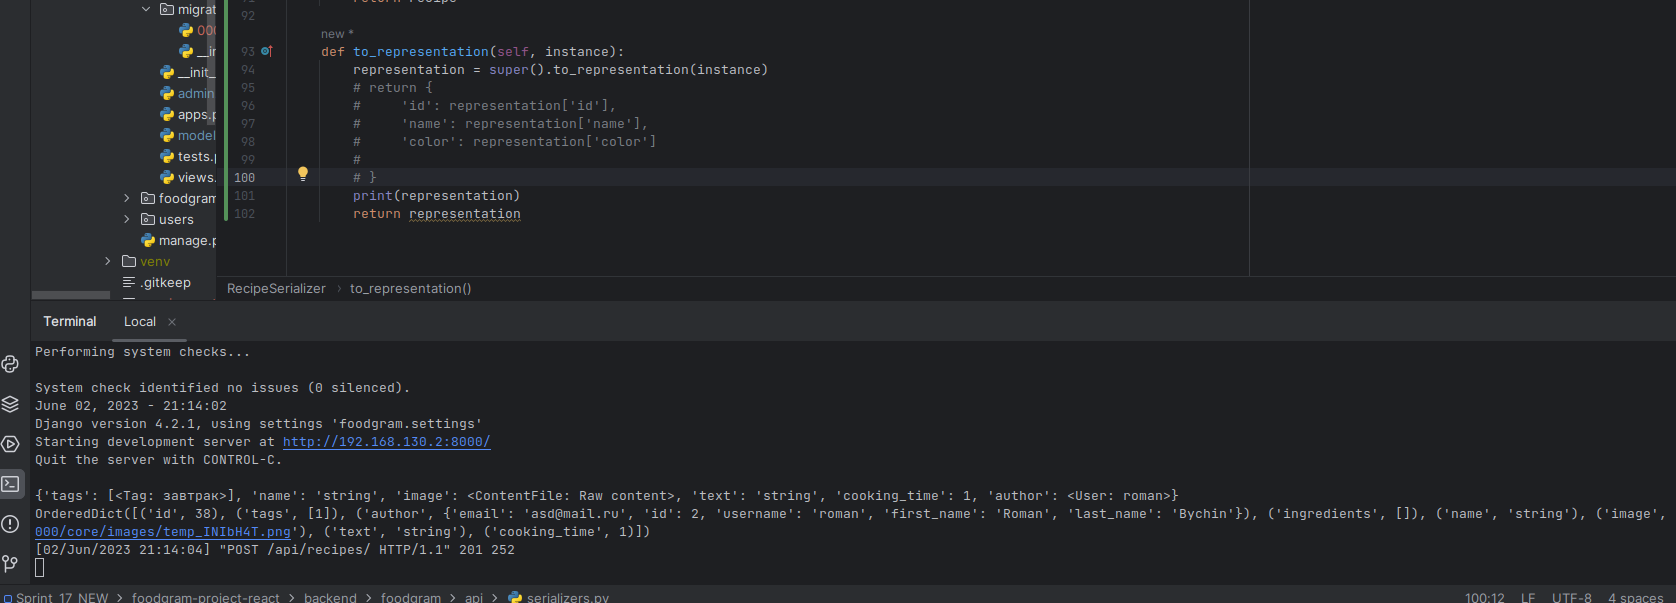 migrat
000
__ir
__init_
admin
apps.p
model
tests.p
views.
foodgram
users
manage.p
venv
.gitkeep
92
new *
93 def to_representation(self, instance):
94 representation = super().to_representation(instance)
95 # return {
96 # 'id': representation['id'],
97 # 'name': representation['name'],
98 # 'color': representation['color']
99 #
100 # }
101 print(representation)
102 return representation
RecipeSerializer › to_representation()
Terminal Local ×
Performing system checks...
System check identified no issues (0 silenced).
June 02, 2023 - 21:14:02
Django version 4.2.1, using settings 'foodgram.settings'
Starting development server at http://192.168.130.2:8000/
Quit the server with CONTROL-C.
{'tags': [<Tag: завтрак>], 'name': 'string', 'image': <ContentFile: Raw content>, 'text': 'string', 'cooking_time': 1, 'author': <User: roman>}
OrderedDict([('id', 38), ('tags', [1]), ('author', {'email': 'asd@mail.ru', 'id': 2, 'username': 'roman', 'first_name': 'Roman', 'last_name': 'Bychin'}), ('ingredients', []), ('name', 'string'), ('image',
000/core/images/temp_INIbH4T.png'), ('text', 'string'), ('cooking_time', 1)])
[02/Jun/2023 21:14:04] "POST /api/recipes/ HTTP/1.1" 201 252
Sprint_17_NEW > foodgram-project-react > backend > foodgram > api > serializers.py 100:12 LF UTF-8 4 spaces